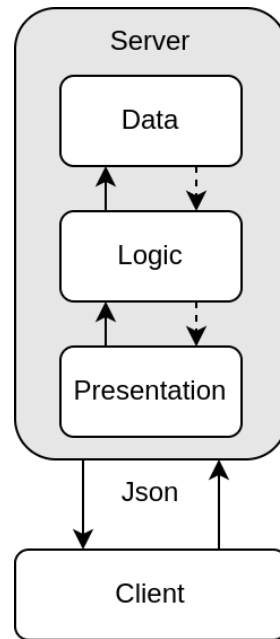 Server
Data
Logic
Presentation
Json
Client